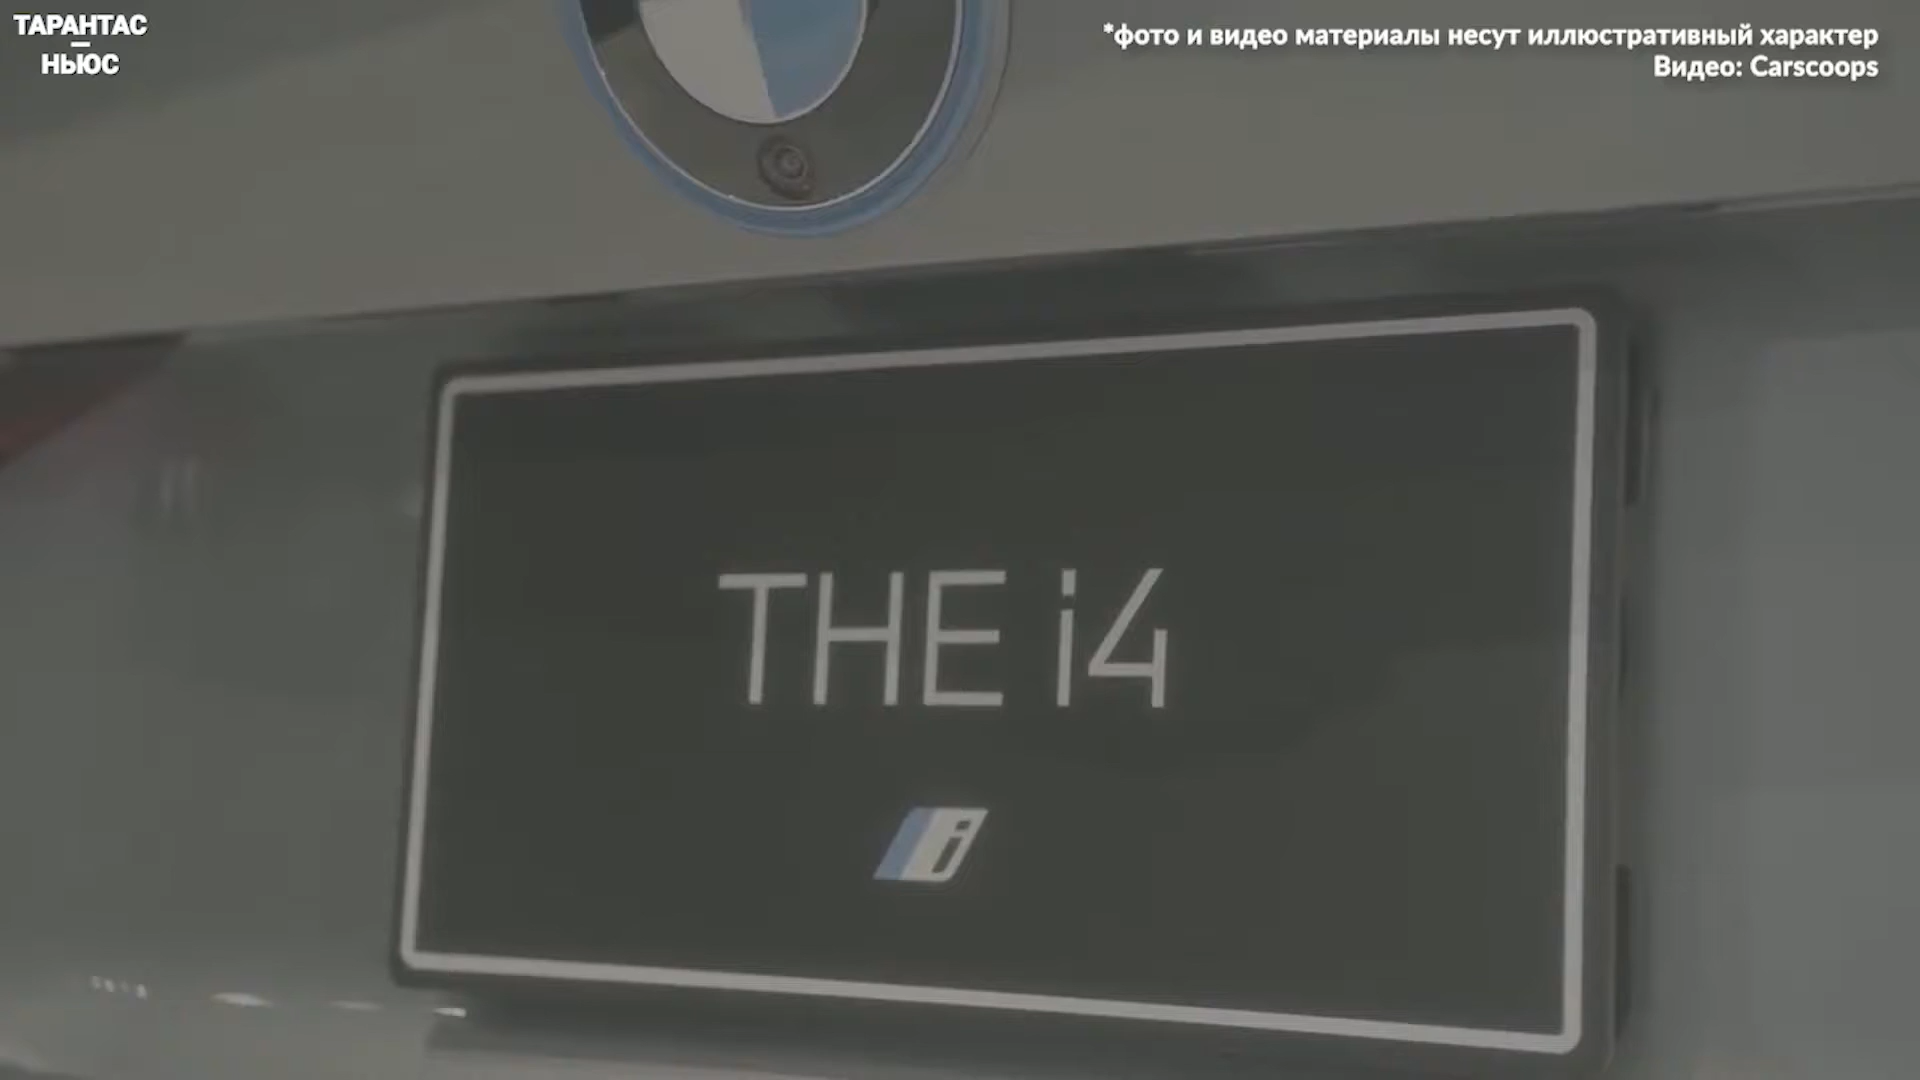 ТАРАНТАС
–
НЬЮС
*фото и видео материалы несут иллюстративный характер
Видео: Carscoops
THE i4
i